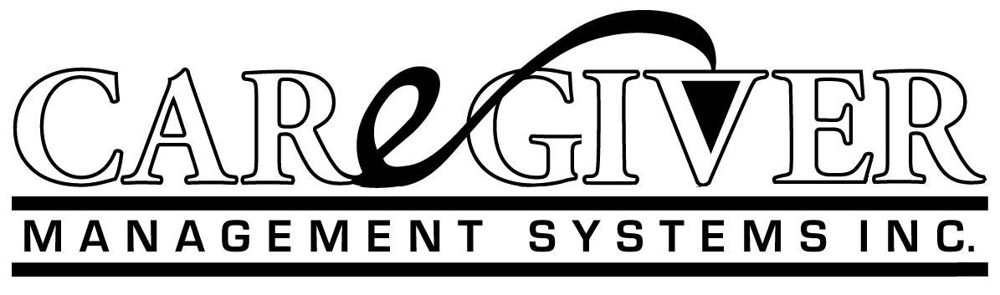 CAReGIVER
MANAGEMENT SYSTEMS INC.